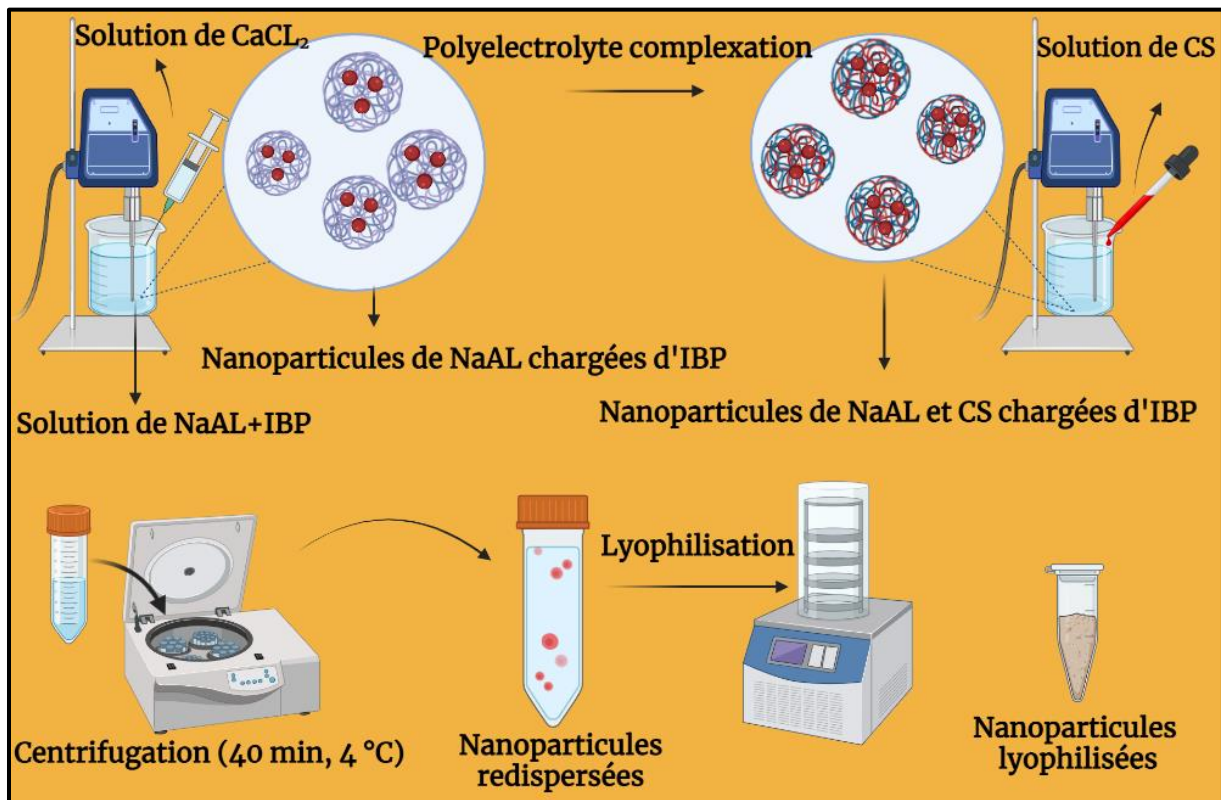 Solution de CaCL₂
Polyelectrolyte complexation
Solution de CS
Nanoparticules de NaAL chargées d'IBP
Solution de NaAL+IBP
Nanoparticules de NaAL et CS chargées d'IBP
Lyophilisation
Centrifugation (40 min, 4 °C)
Nanoparticules
redispersées
Nanoparticules
lyophilisées